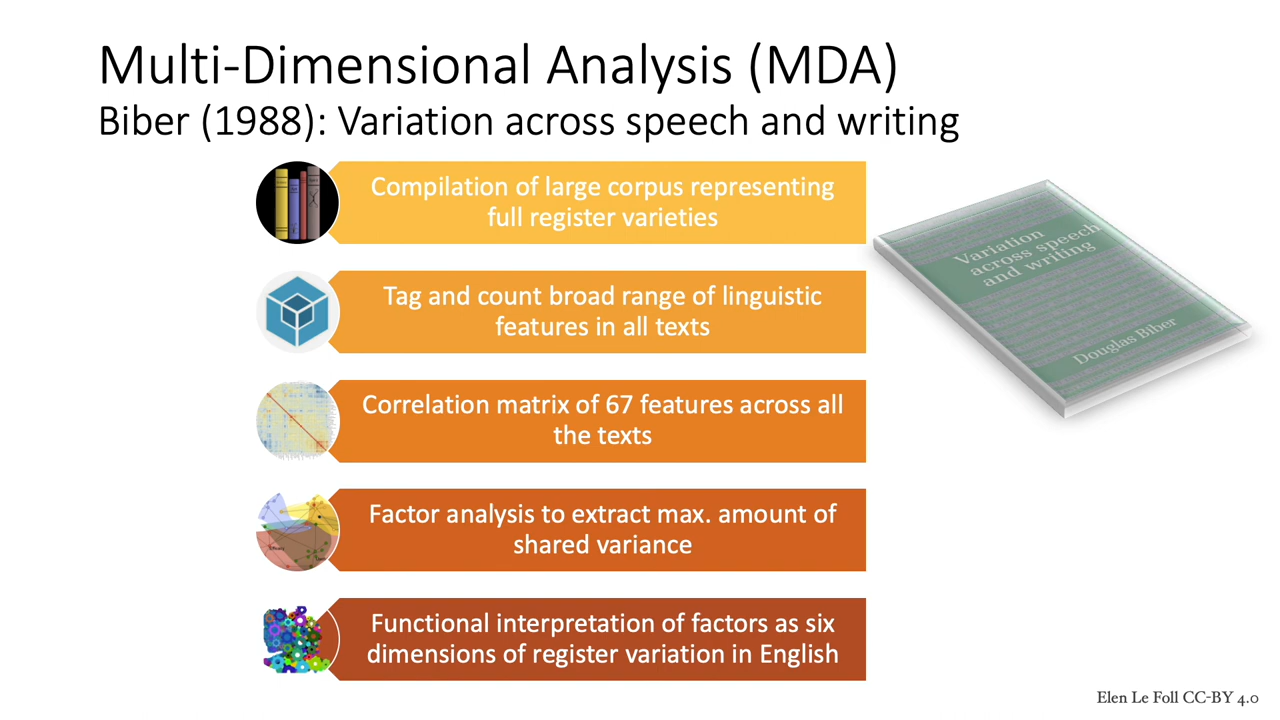 Multi-Dimensional Analysis (MDA)
Biber (1988): Variation across speech and writing
Compilation of large corpus representing
full register varieties
Tag and count broad range of linguistic
features in all texts
Correlation matrix of 67 features across all
the texts
Factor analysis to extract max. amount of
shared variance
Functional interpretation of factors as six
dimensions of register variation in English
Variation
across speech
and writing
Douglas Biber
Elen Le Foll CC-BY 4.0